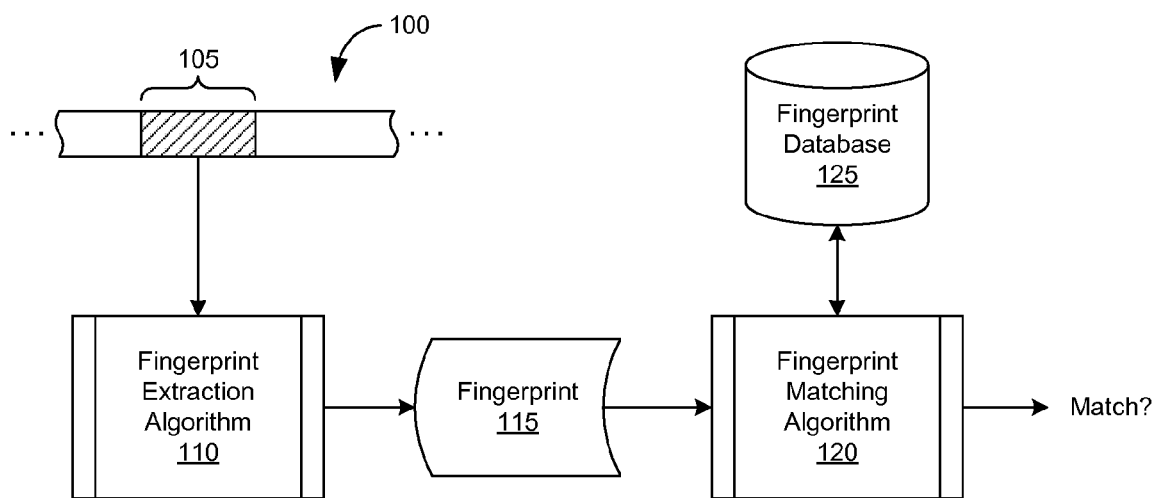 100
105
... ...
Fingerprint
Database
125
Fingerprint
Extraction
Algorithm
110
Fingerprint
115
Fingerprint
Matching
Algorithm
120
Match?